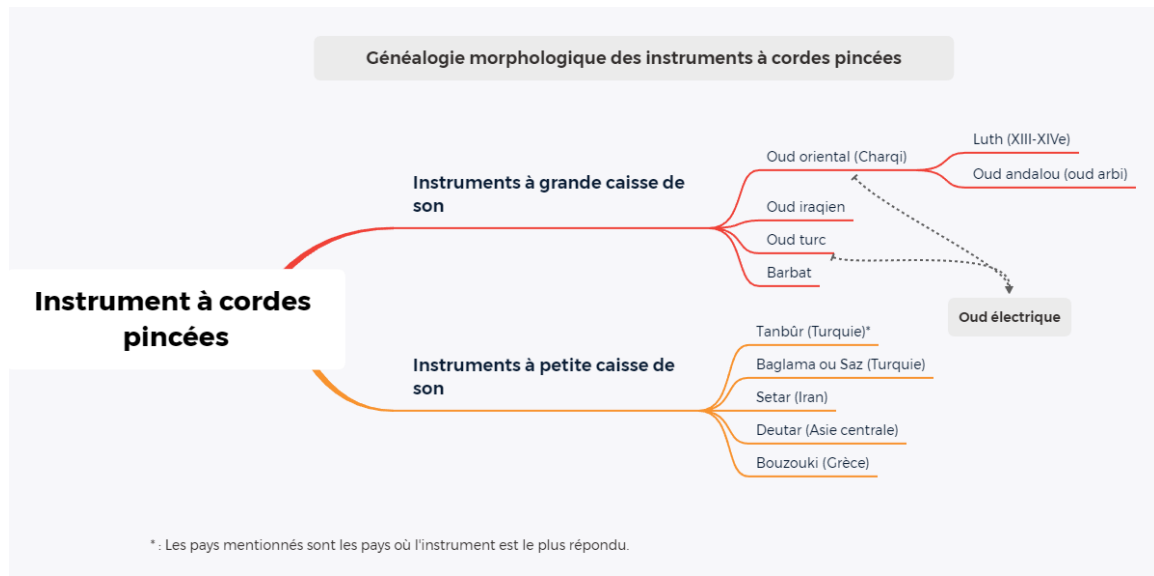 Généalogie morphologique des instruments à cordes pincées
Instrument à cordes
pincées
Instruments à grande caisse de
son
Oud oriental (Charqi)
Luth (XIII-XIVe)
Oud andalou (oud arbi)
Oud iraqien
Oud turc
Barbat
Oud électrique
Instruments à petite caisse de
son
Tanbûr (Turquie)*
Baglama ou Saz (Turquie)
Setar (Iran)
Deutar (Asie centrale)
Bouzouki (Grèce)
* : Les pays mentionnés sont les pays où l'instrument est le plus répondu.